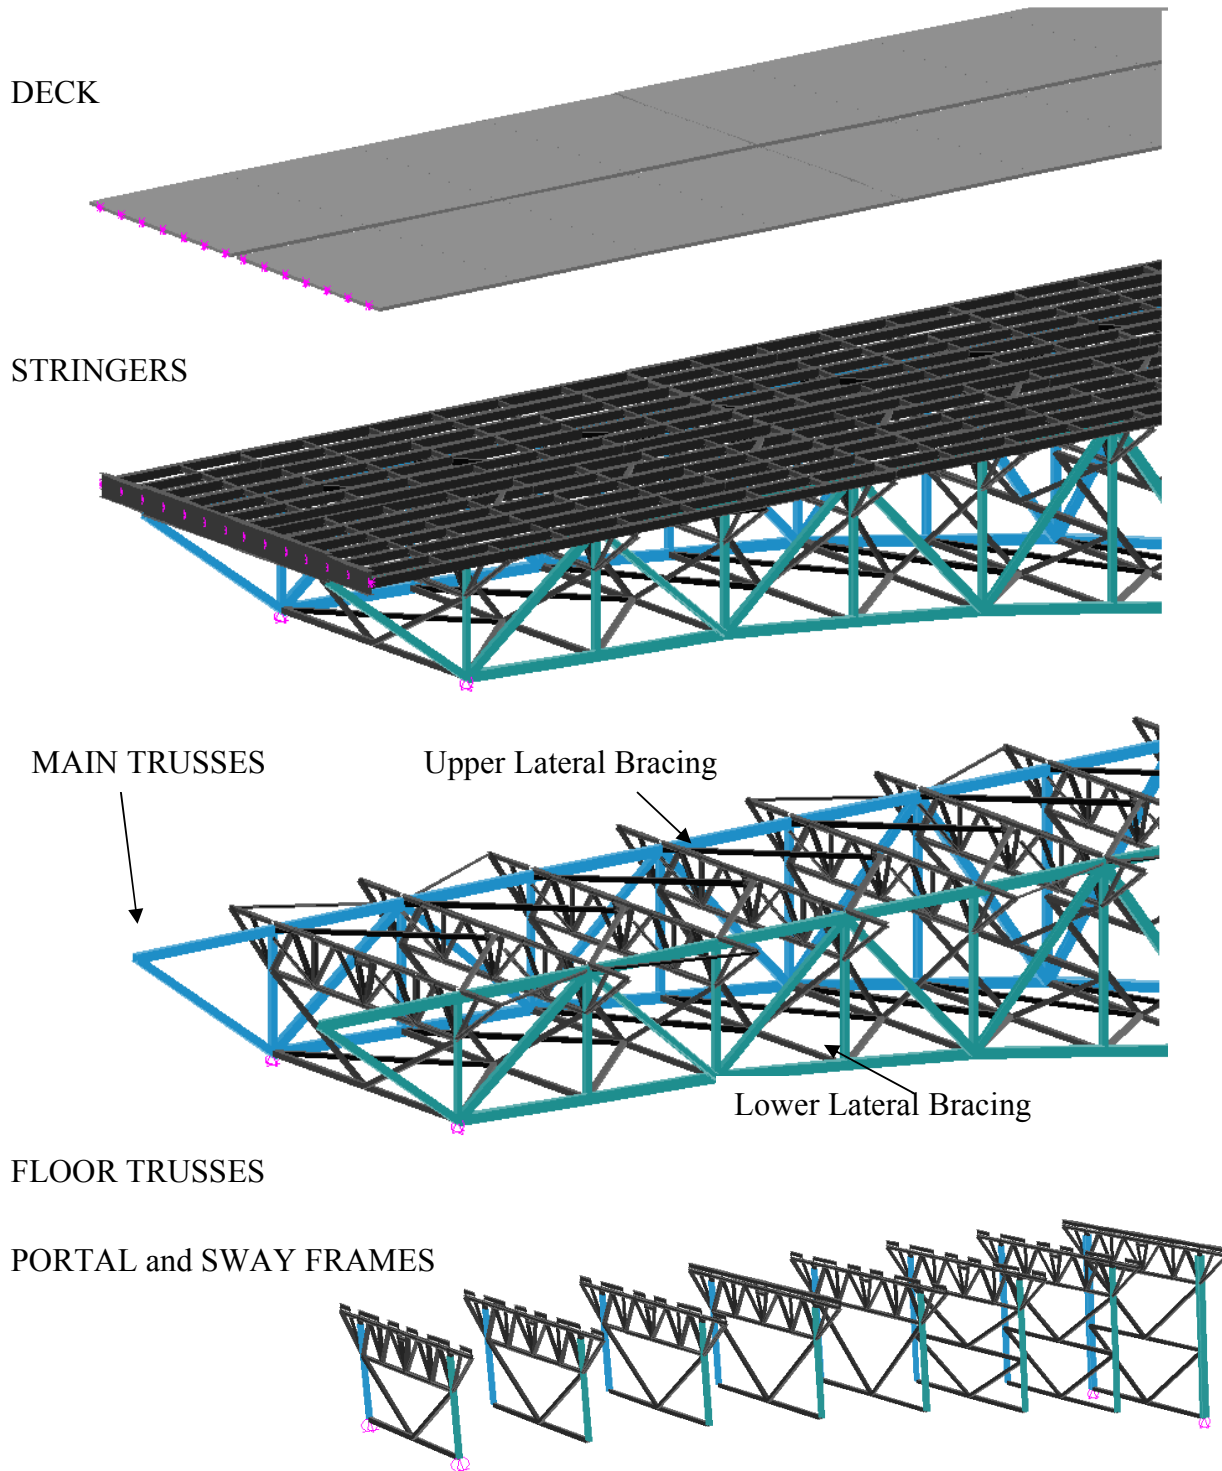 DECK
STRINGERS
MAIN TRUSSES
Upper Lateral Bracing
Lower Lateral Bracing
FLOOR TRUSSES
PORTAL and SWAY FRAMES